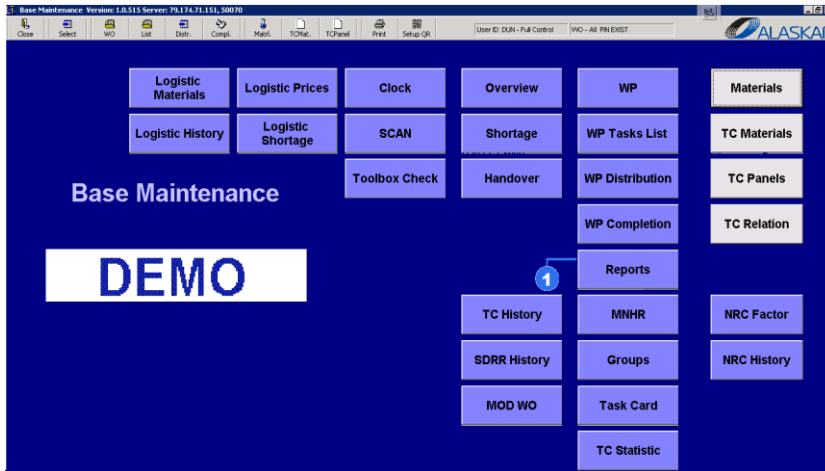 Base Maintenance Version: 1.0.515 Server: 79.174.71.151, 50070
Close Select WO List Distr. Compl. Matrl. TCMat. TCPanel Print Setup QR
User ID: DUN - Full Control WO - All PIN EXIST
ALASKAR
Logistic Materials
Logistic Prices
Clock
Overview
WP
Materials
Logistic History
Logistic Shortage
SCAN
Shortage
WP Tasks List
TC Materials
Toolbox Check
Handover
WP Distribution
TC Panels
Base Maintenance
WP Completion
TC Relation
DEMO
1
Reports
TC History
MNHR
NRC Factor
SDRR History
Groups
NRC History
MOD WO
Task Card
TC Statistic